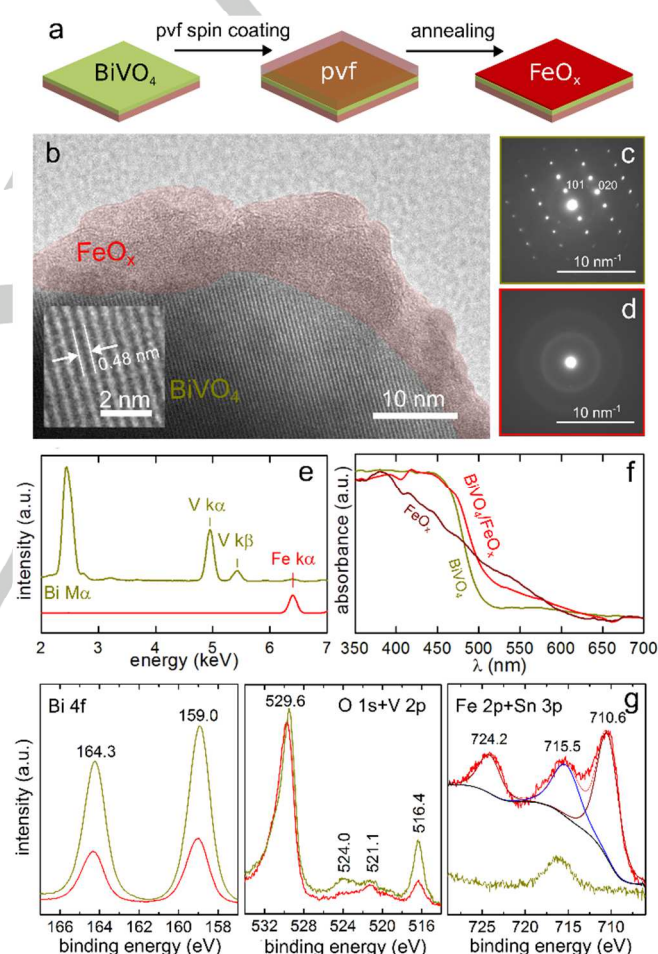 a
pvf spin coating
annealing
BiVO₄
pvf
FeOₓ
b
FeOₓ
0.48 nm
2 nm
BiVO₄
10 nm
c
101
020
10 nm⁻¹
d
10 nm⁻¹
e
intensity (a.u.)
V kα
V kβ
Fe kα
Bi Mα
2 3 4 5 6 7
energy (keV)
f
absorbance (a.u.)
FeOₓ
BiVO₄/FeOₓ
BiVO₄
350 400 450 500 550 600 650 700
λ (nm)
g
intensity (a.u.)
Bi 4f
164.3
159.0
166 164 162 160 158
binding energy (eV)
O 1s+V 2p
529.6
524.0
521.1
516.4
532 528 524 520 516
binding energy (eV)
Fe 2p+Sn 3p
724.2
715.5
710.6
725 720 715 710
binding energy (eV)